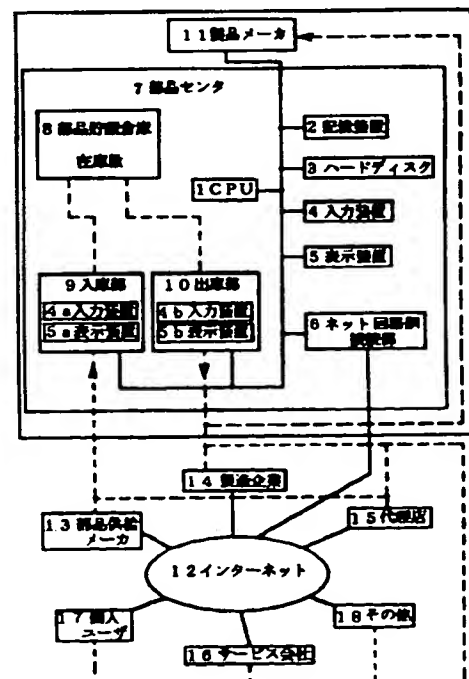 11製品メーカ
7部品センタ
8部品貯蔵倉庫
在庫数
2記憶装置
3ハードディスク
1CPU
4入力装置
5表示装置
9入庫部
4a入力装置
5a表示装置
10出庫部
4b入力装置
5b表示装置
6ネット回路網
接続部
14製造企業
13部品供給
メーカ
15代理店
12インターネット
17個人
ユーザ
18その他
16サービス会社